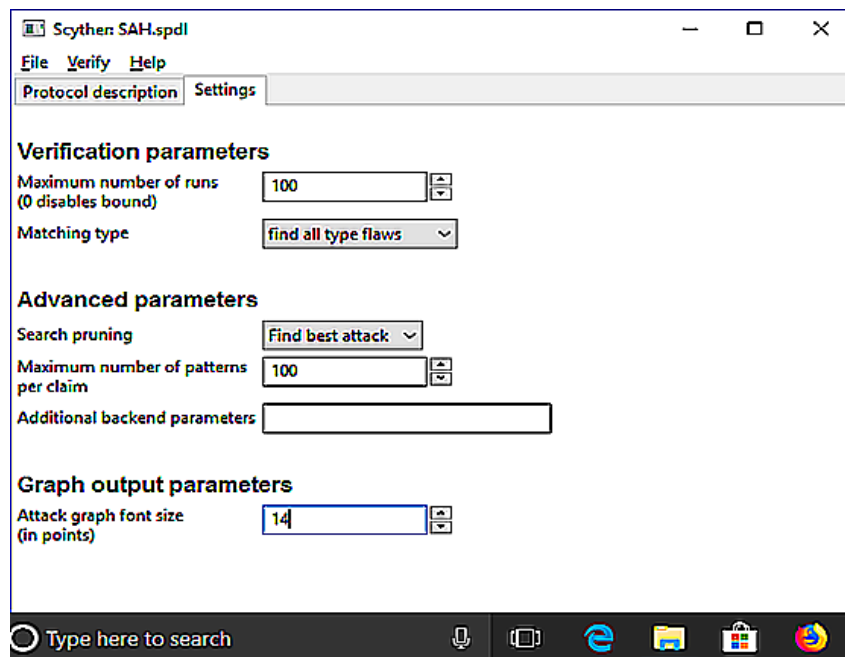 Scyther: SAH.spdl
File Verify Help
Protocol description Settings
Verification parameters
Maximum number of runs
(0 disables bound)
100
Matching type
find all type flaws
Advanced parameters
Search pruning
Find best attack
Maximum number of patterns
per claim
100
Additional backend parameters
Graph output parameters
Attack graph font size
(in points)
14
Type here to search